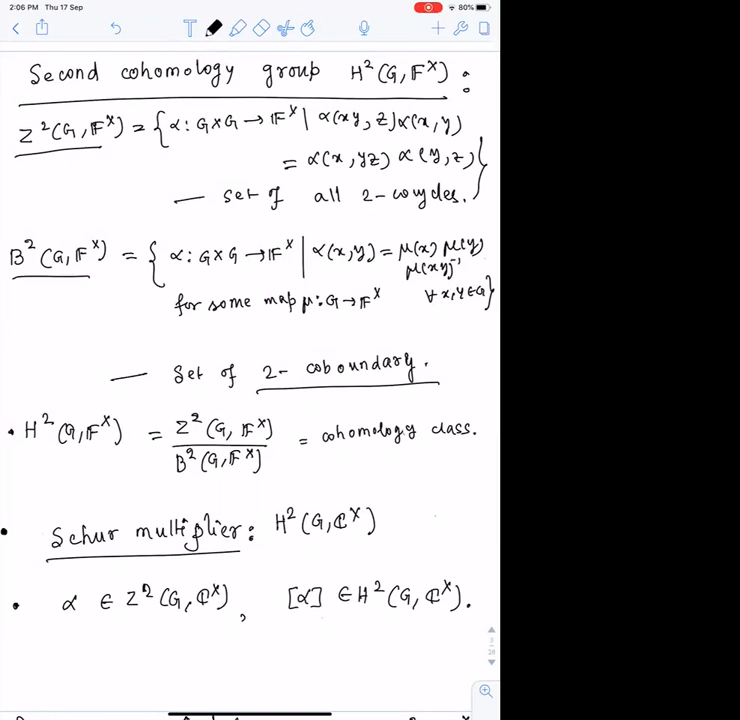 2:06 PM Thu 17 Sep 80%
T
Second cohomology group H²(G, F^×) :
Z²(G, F^×) = { α : G×G → F^× | α(xy, z) α(x, y)
= α(x, yz) α(y, z) }
— set of all 2-cocycles.
B²(G, F^×) = { α : G×G → F^× | α(x, y) = μ(x) μ(y)
μ(xy)⁻¹
for some map μ : G → F^× ∀ x, y ∈ G }
— Set of 2-coboundary.
• H²(G, F^×) = Z²(G, F^×) / B²(G, F^×) = cohomology class.
• Schur multiplier : H²(G, ℂ^×)
• α ∈ Z²(G, ℂ^×), [α] ∈ H²(G, ℂ^×).